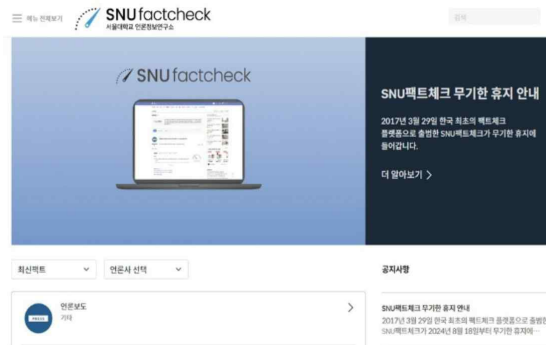 메뉴 전체보기
SNUfactcheck
서울대학교 언론정보연구소
검색
SNUfactcheck
SNU팩트체크 무기한 휴지 안내
2017년 3월 29일 한국 최초의 팩트체크
플랫폼으로 출범한 SNU팩트체크가 무기한 휴지에
들어갑니다.
더 알아보기
최신팩트
언론사 선택
공지사항
언론보도
기타
SNU팩트체크 무기한 휴지 안내
2017년 3월 29일 한국 최초의 팩트체크 플랫폼으로 출범한
SNU팩트체크가 2024년 8월 18일부터 무기한 휴지에…